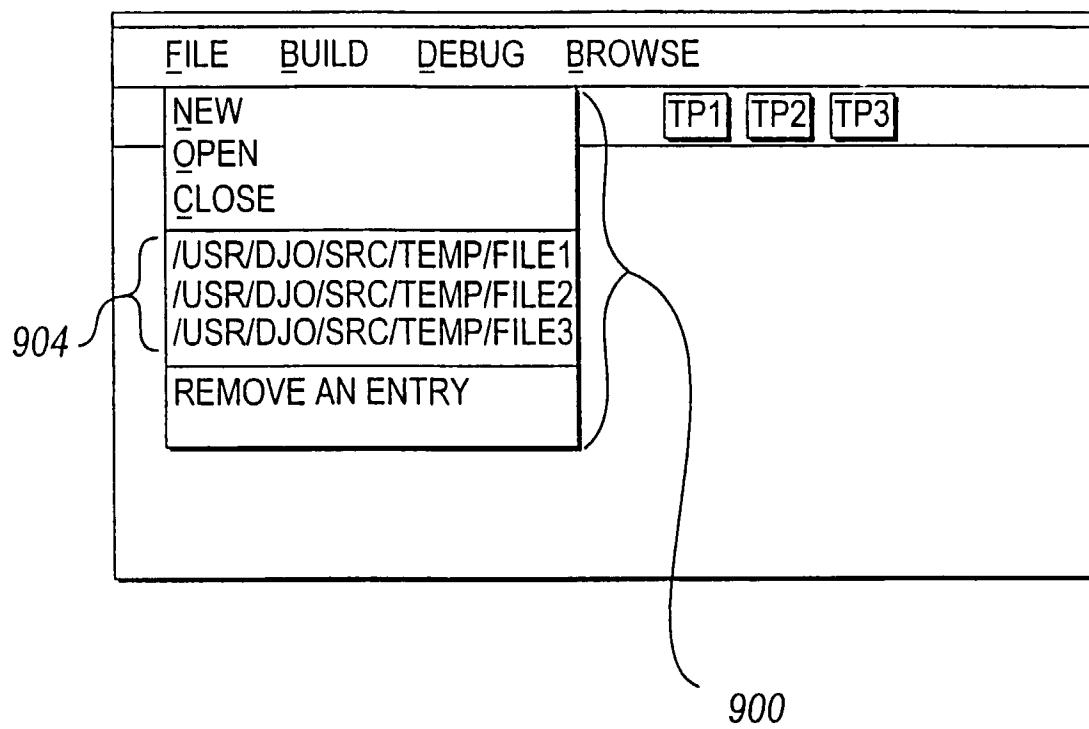 FILE BUILD DEBUG BROWSE
NEW TP1 TP2 TP3
OPEN
CLOSE
/USR/DJO/SRC/TEMP/FILE1
/USR/DJO/SRC/TEMP/FILE2
904 /USR/DJO/SRC/TEMP/FILE3
REMOVE AN ENTRY
900